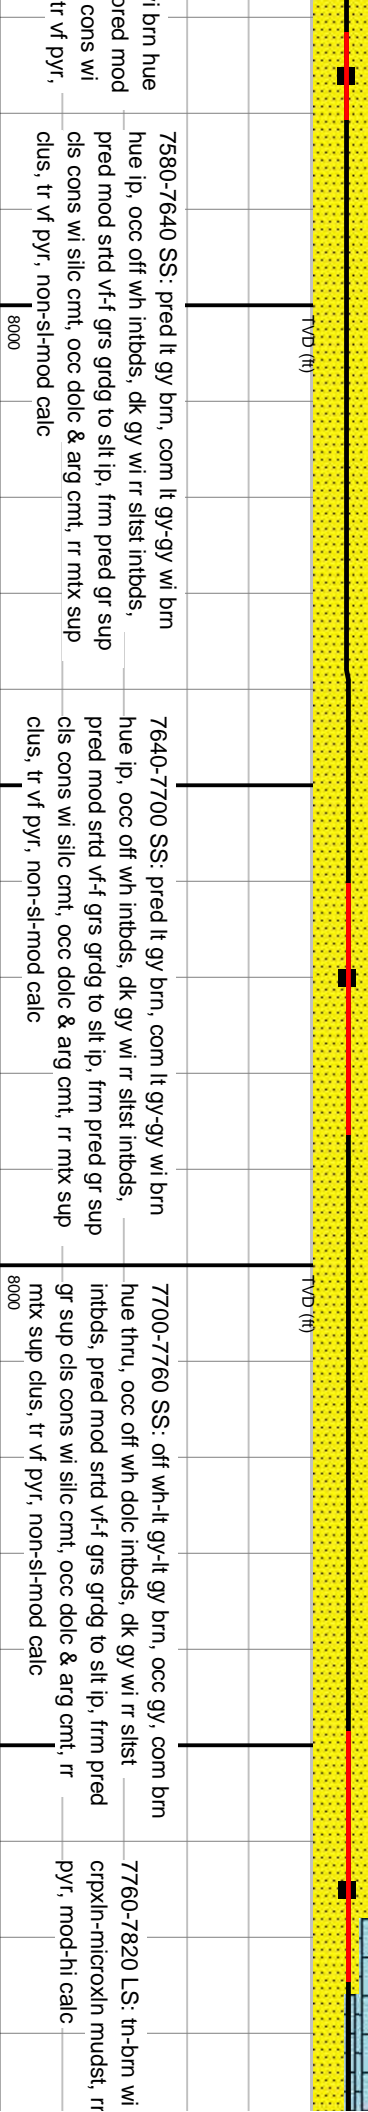 i brn hue
pred mod
cons wi
tr vf pyr,
7580-7640 SS: pred lt gy brn, com lt gy-gy wi brn
hue ip, occ off wh intbds, dk gy wi rr sltst intbds,
pred mod srtd vf-f grs grdg to slt ip, frm pred gr sup
cls cons wi silc cmt, occ dolc & arg cmt, rr mtx sup
clus, tr vf pyr, non-sl-mod calc
TVD (ft)
8000
7640-7700 SS: pred lt gy brn, com lt gy-gy wi brn
hue ip, occ off wh intbds, dk gy wi rr sltst intbds,
pred mod srtd vf-f grs grdg to slt ip, frm pred gr sup
cls cons wi silc cmt, occ dolc & arg cmt, rr mtx sup
clus, tr vf pyr, non-sl-mod calc
TVD (ft)
8000
7700-7760 SS: off wh-lt gy-lt gy brn, occ gy, com brn
hue thru, occ off wh dolc intbds, dk gy wi rr sltst
intbds, pred mod srtd vf-f grs grdg to slt ip, frm pred
gr sup cls cons wi silc cmt, occ dolc & arg cmt, rr
mtx sup clus, tr vf pyr, non-sl-mod calc
7760-7820 LS: tn-brn wi
crpxln-microxln mudst, rr
pyr, mod-hi calc